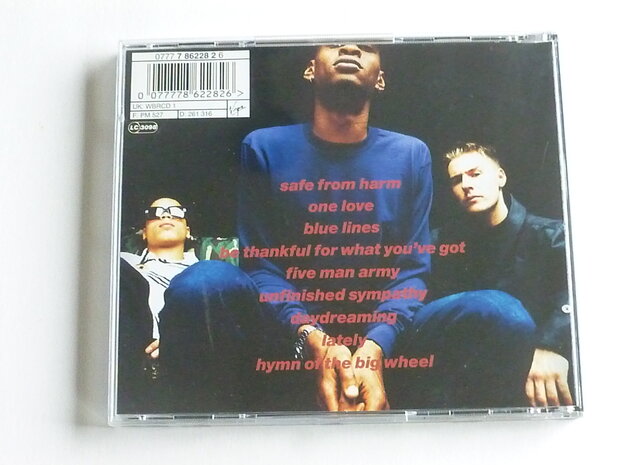 0777 7 86228 2 6
0 077778 622826 >
UK: WBRCD 1
F: PM 527 D: 261 316
Virgin
LC 3098
safe from harm
one love
blue lines
be thankful for what you've got
five man army
unfinished sympathy
daydreaming
lately
hymn of the big wheel